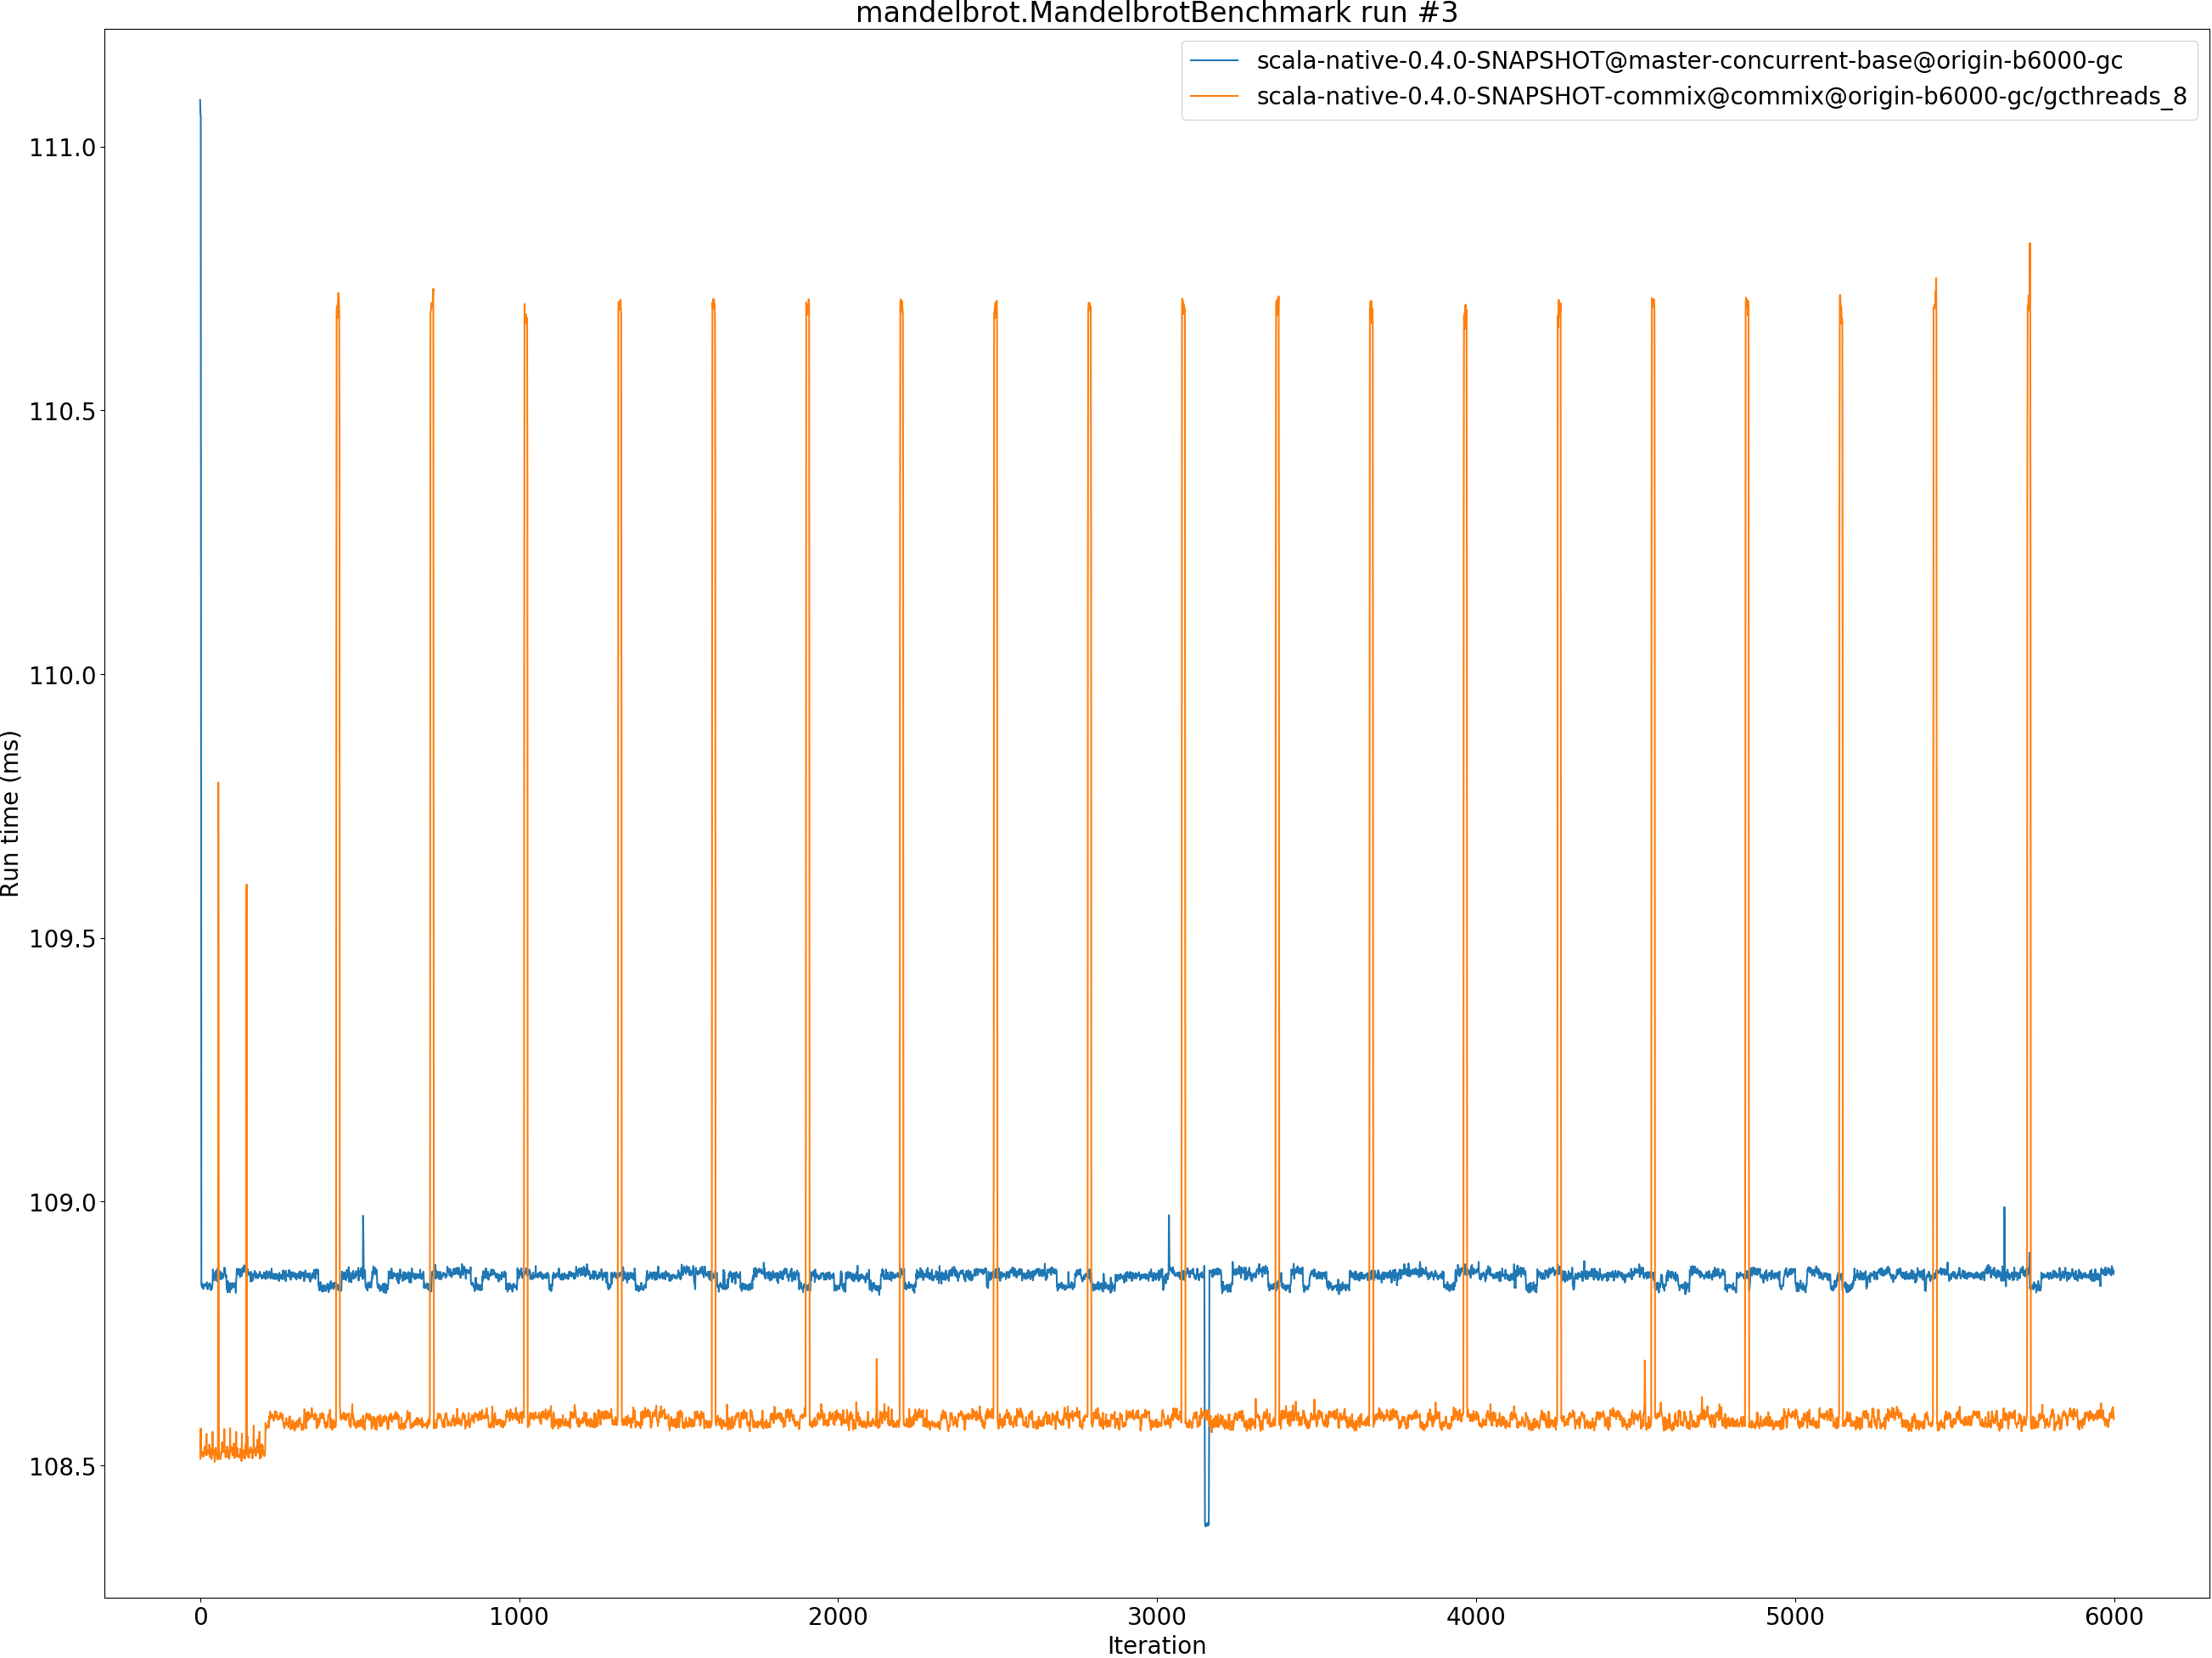 mandelbrot.MandelbrotBenchmark run #3
scala-native-0.4.0-SNAPSHOT@master-concurrent-base@origin-b6000-gc
scala-native-0.4.0-SNAPSHOT-commix@commix@origin-b6000-gc/gcthreads_8
111.0
110.5
110.0
109.5
109.0
108.5
Run time (ms)
0 1000 2000 3000 4000 5000 6000
Iteration